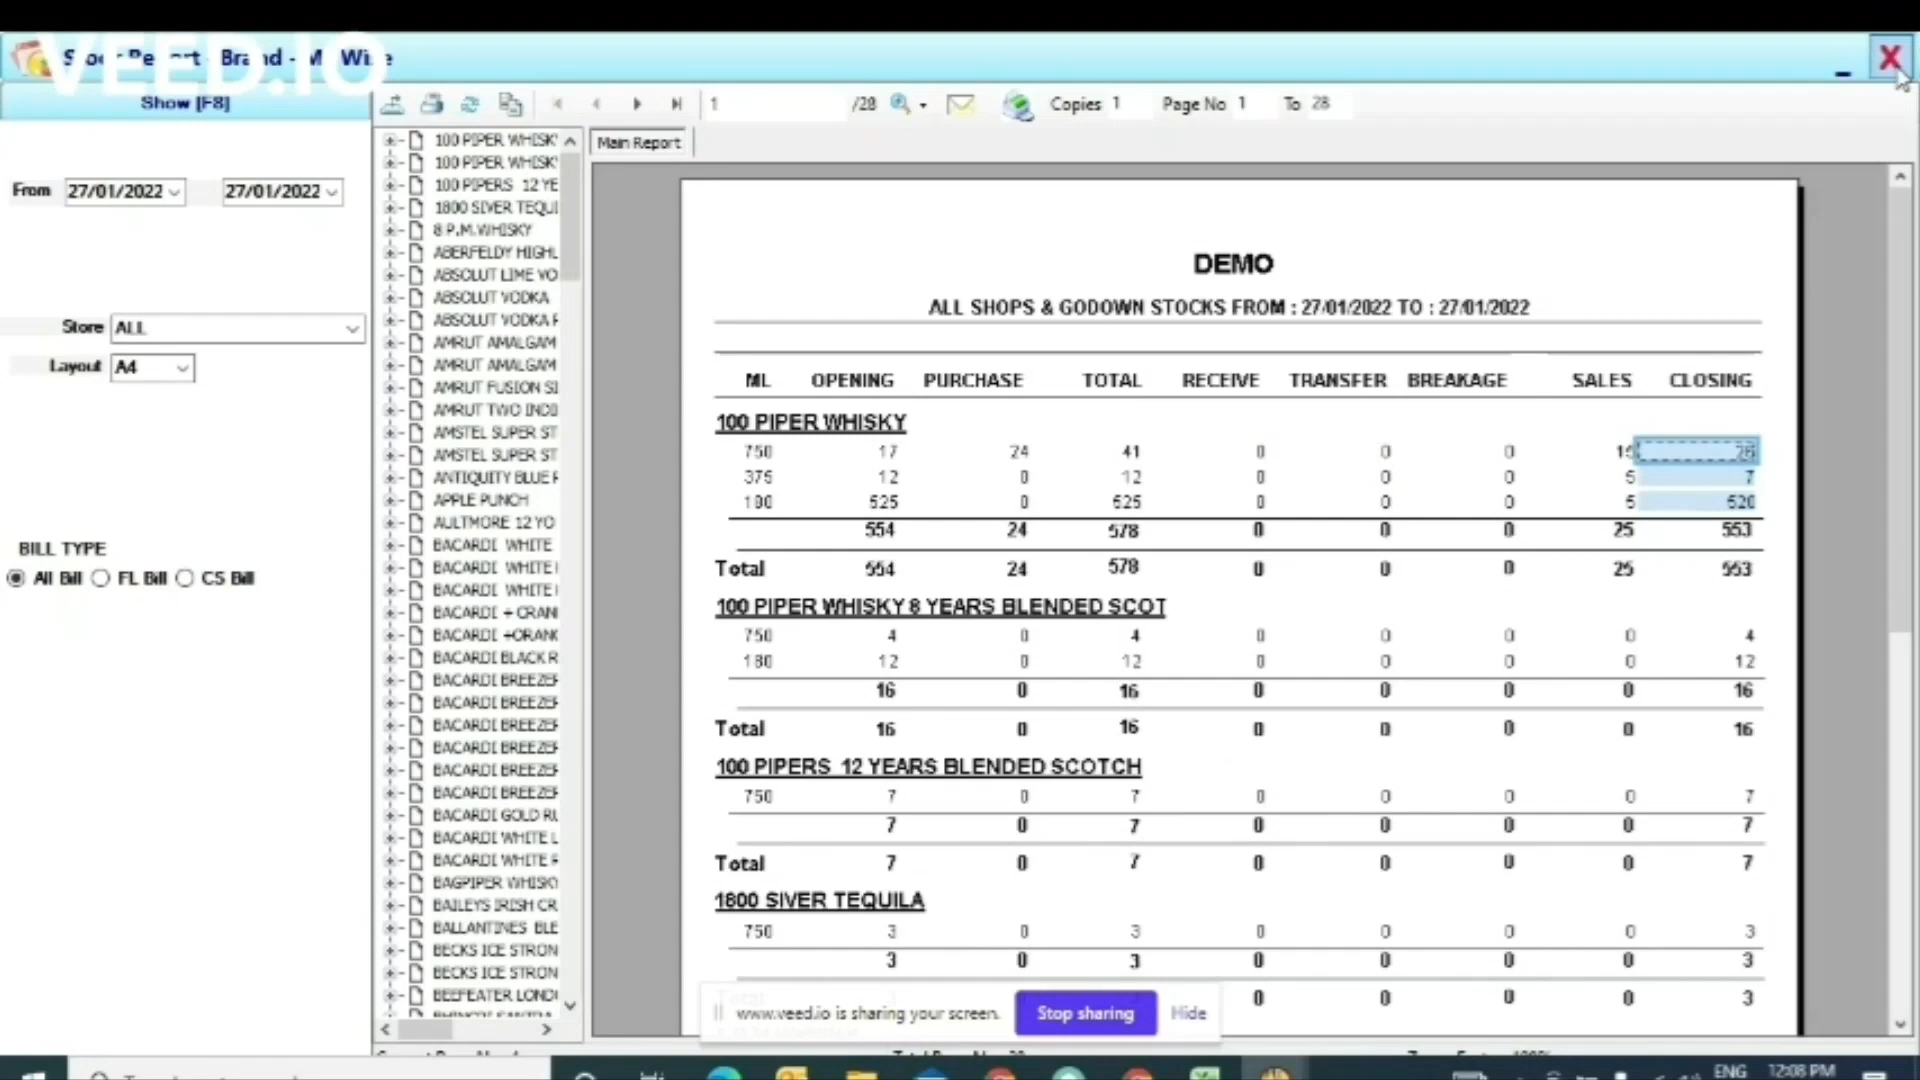 VEED.IO
Stock Report - Brand -
Show [F8]
1 /28 Copies 1 Page No 1 To 28
Main Report
From 27/01/2022 27/01/2022
Store ALL
Layout A4
BILL TYPE
All Bill FL Bill CS Bill
100 PIPER WHISK
100 PIPER WHISK
100 PIPERS 12 YE
1800 SIVER TEQUI
8 P.M.WHISKY
ABERFELDY HIGHL
ABSOLUT LIME VO
ABSOLUT VODKA
ABSOLUT VODKA
AMRUT AMALGAM
AMRUT AMALGAM
AMRUT FUSION SI
AMRUT TWO INDI
AMSTEL SUPER ST
AMSTEL SUPER ST
ANTIQUITY BLUE
APPLE PUNCH
AULTMORE 12 YO
BACARDI WHITE
BACARDI WHITE
BACARDI WHITE
BACARDI + ORAN
BACARDI +ORAN
BACARDI BLACK R
BACARDI BREEZE
BACARDI BREEZE
BACARDI BREEZE
BACARDI BREEZE
BACARDI BREEZE
BACARDI BREEZE
BACARDI GOLD RU
BACARDI WHITE L
BACARDI WHITE
BAGPIPER WHISK
BAILEYS IRISH CR
BALLANTINES BLE
BECKS ICE STRON
BECKS ICE STRON
BEEFEATER LOND
DEMO
ALL SHOPS & GODOWN STOCKS FROM : 27/01/2022 TO : 27/01/2022
ML OPENING PURCHASE TOTAL RECEIVE TRANSFER BREAKAGE SALES CLOSING
100 PIPER WHISKY
750 17 24 41 0 0 0 15 26
375 12 0 12 0 0 0 5 7
180 525 0 525 0 0 0 5 520
554 24 578 0 0 0 25 553
Total 554 24 578 0 0 0 25 553
100 PIPER WHISKY 8 YEARS BLENDED SCOT
750 4 0 4 0 0 0 0 4
180 12 0 12 0 0 0 0 12
16 0 16 0 0 0 0 16
Total 16 0 16 0 0 0 0 16
100 PIPERS 12 YEARS BLENDED SCOTCH
750 7 0 7 0 0 0 0 7
7 0 7 0 0 0 0 7
Total 7 0 7 0 0 0 0 7
1800 SIVER TEQUILA
750 3 0 3 0 0 0 0 3
3 0 3 0 0 0 0 3
0 0 0 0 3
www.veed.io is sharing your screen. Stop sharing Hide
ENG 12:08 PM